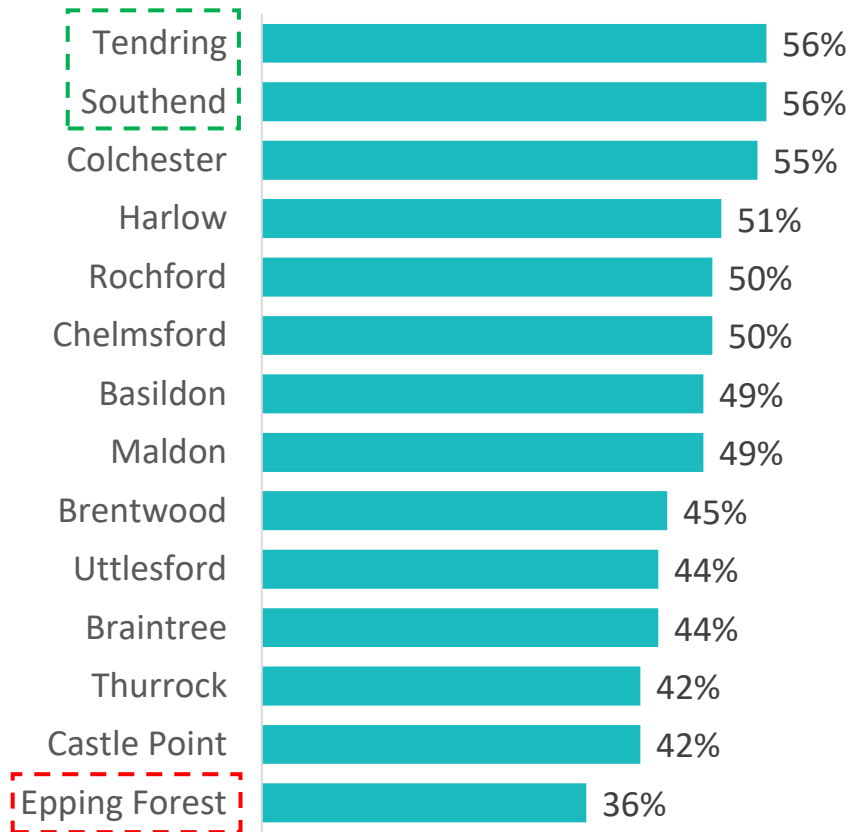 Tendring 56%
Southend 56%
Colchester 55%
Harlow 51%
Rochford 50%
Chelmsford 50%
Basildon 49%
Maldon 49%
Brentwood 45%
Uttlesford 44%
Braintree 44%
Thurrock 42%
Castle Point 42%
Epping Forest 36%